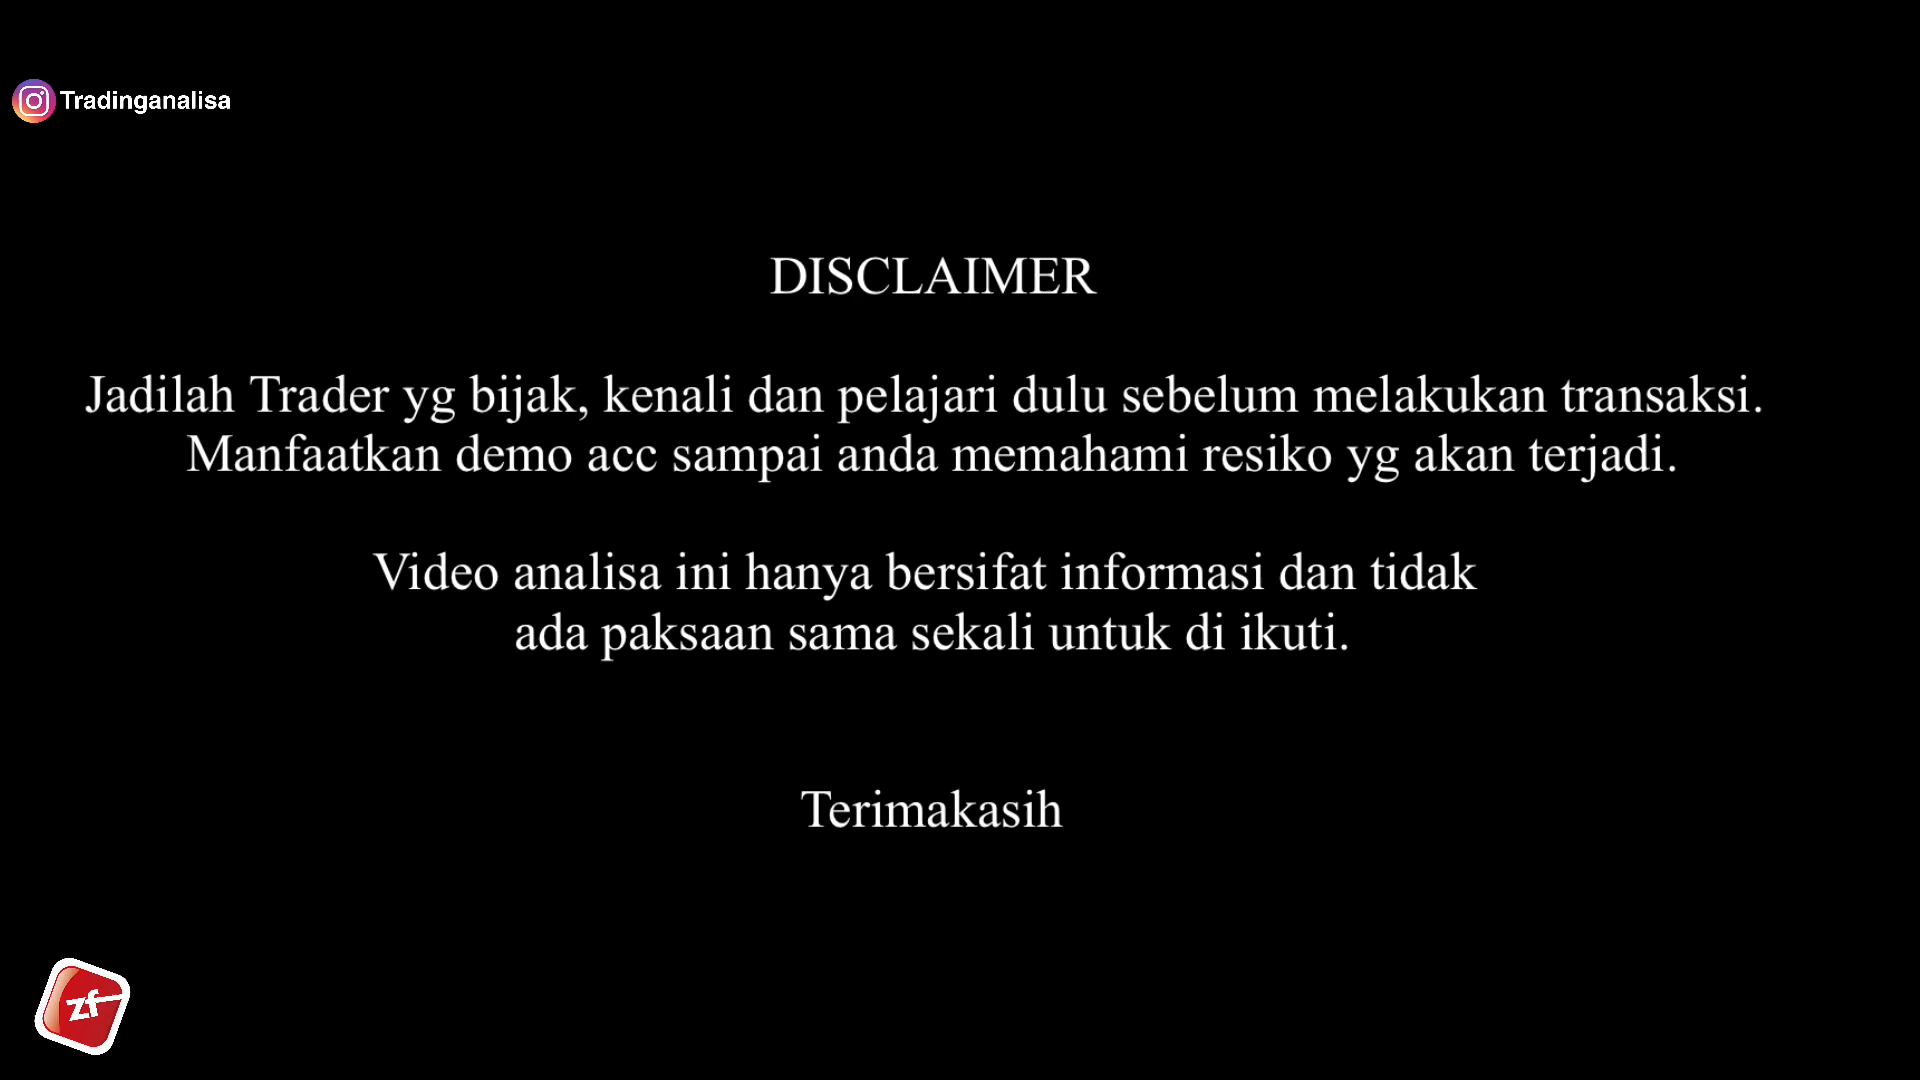 Tradinganalisa
DISCLAIMER
Jadilah Trader yg bijak, kenali dan pelajari dulu sebelum melakukan transaksi.
Manfaatkan demo acc sampai anda memahami resiko yg akan terjadi.
Video analisa ini hanya bersifat informasi dan tidak
ada paksaan sama sekali untuk di ikuti.
Terimakasih
zf